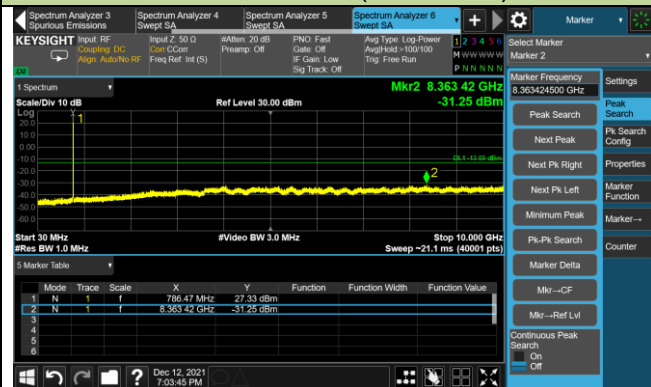 Spectrum Analyzer 3
Spurious Emissions
Spectrum Analyzer 4
Swept SA
Spectrum Analyzer 5
Swept SA
Spectrum Analyzer 6
Swept SA
Marker
KEYSIGHT
Input: RF
Coupling: DC
Align: Auto/No RF
Input Z: 50 Ω
Corr CCorr
Freq Ref: Int (S)
#Atten: 20 dB
Preamp: Off
PNO: Fast
Gate: Off
IF Gain: Low
Sig Track: Off
Avg Type: Log-Power
Avg|Hold:>100/100
Trig: Free Run
1 2 3 4 5 6
M W W W W W
P N N N N N
LXI
Select Marker
Marker 2
1 Spectrum
Mkr2 8.363 42 GHz
-31.25 dBm
Scale/Div 10 dB
Ref Level 30.00 dBm
Log
20.0
10.0
0.00
-10.0
-20.0
-30.0
-40.0
-50.0
-60.0
1
2
DL1 -13.00 dBm
Start 30 MHz
#Res BW 1.0 MHz
#Video BW 3.0 MHz
Stop 10.000 GHz
Sweep ~21.1 ms (40001 pts)
5 Marker Table
Mode Trace Scale X Y Function Function Width Function Value
1 N 1 f 786.47 MHz 27.33 dBm
2 N 1 f 8.363 42 GHz -31.25 dBm
3
4
5
6
Marker Frequency
8.363424500 GHz
Peak Search
Next Peak
Next Pk Right
Next Pk Left
Minimum Peak
Pk-Pk Search
Marker Delta
Mkr→CF
Mkr→Ref Lvl
Continuous Peak
Search
On
Off
Settings
Peak
Search
Pk Search
Config
Properties
Marker
Function
Marker→
Counter
Dec 12, 2021
7:03:45 PM